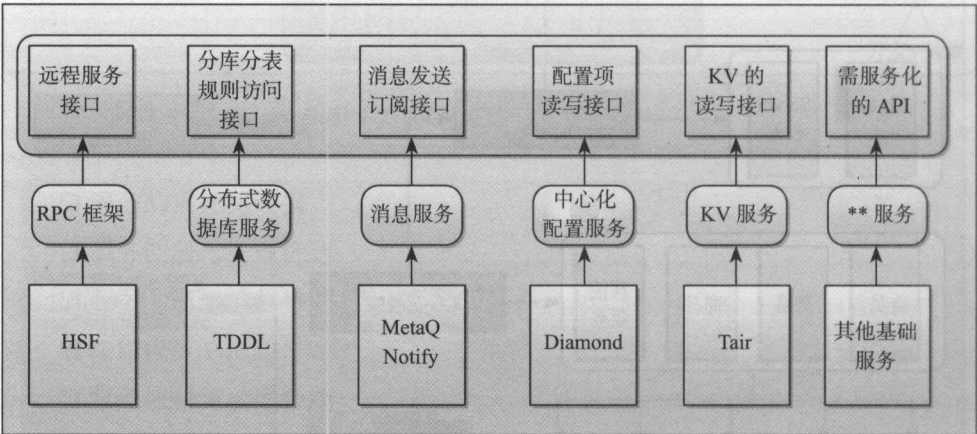 远程服务
接口
分库分表
规则访问
接口
消息发送
订阅接口
配置项
读写接口
KV 的
读写接口
需服务化
的 API
RPC 框架
分布式数
据库服务
消息服务
中心化
配置服务
KV 服务
** 服务
HSF
TDDL
MetaQ
Notify
Diamond
Tair
其他基础
服务